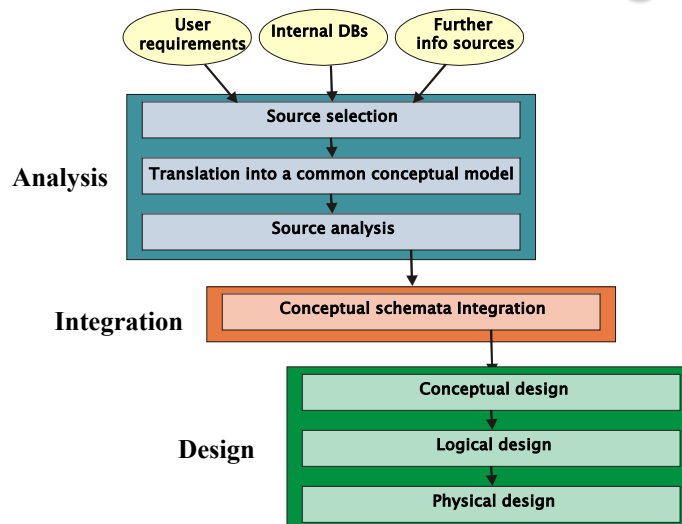 User
requirements
Internal DBs
Further
info sources
Source selection
Analysis
Translation into a common conceptual model
Source analysis
Conceptual schemata Integration
Integration
Conceptual design
Design
Logical design
Physical design